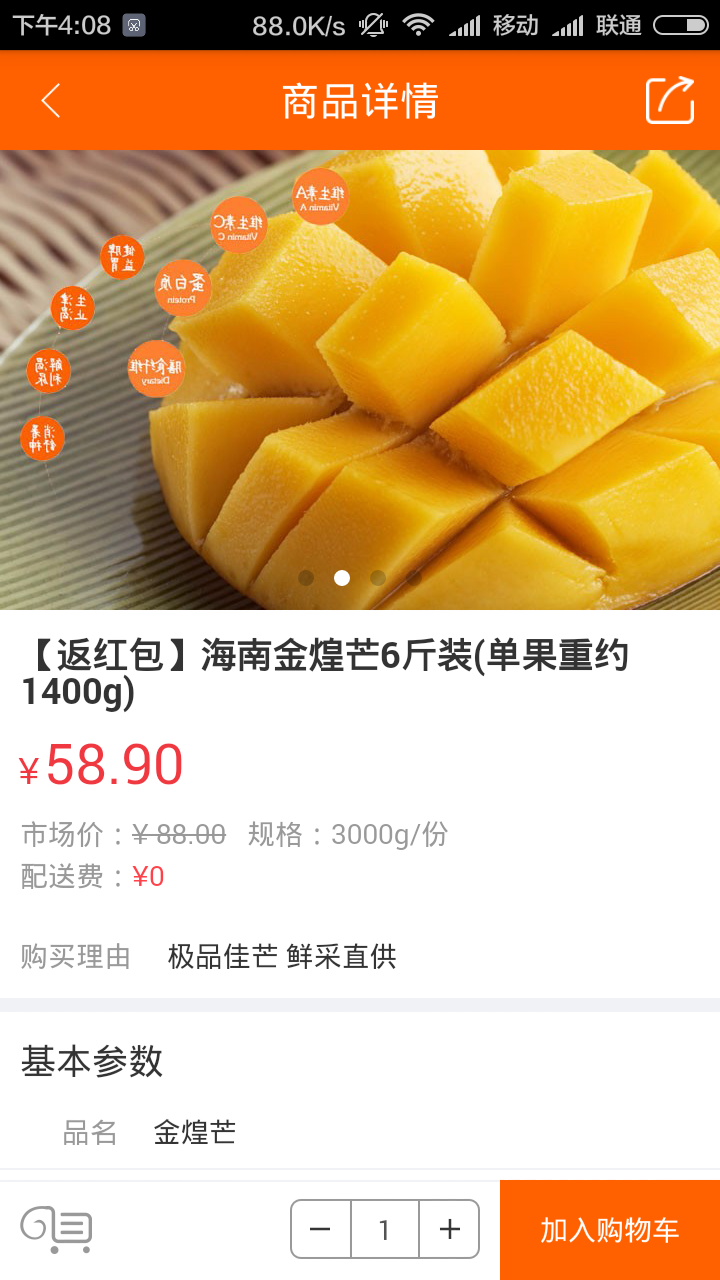 下午4:08 88.0K/s 移动 联通
商品详情
维生素A
Vitamin A
维生素C
Vitamin C
健脾
益胃
蛋白质
Protein
生津
止渴
膳食纤维
Dietary
解渴
利尿
消暑
舒神
【返红包】海南金煌芒6斤装(单果重约
1400g)
¥58.90
市场价：¥ 88.00 规格：3000g/份
配送费：¥0
购买理由 极品佳芒 鲜采直供
基本参数
品名 金煌芒
1
加入购物车